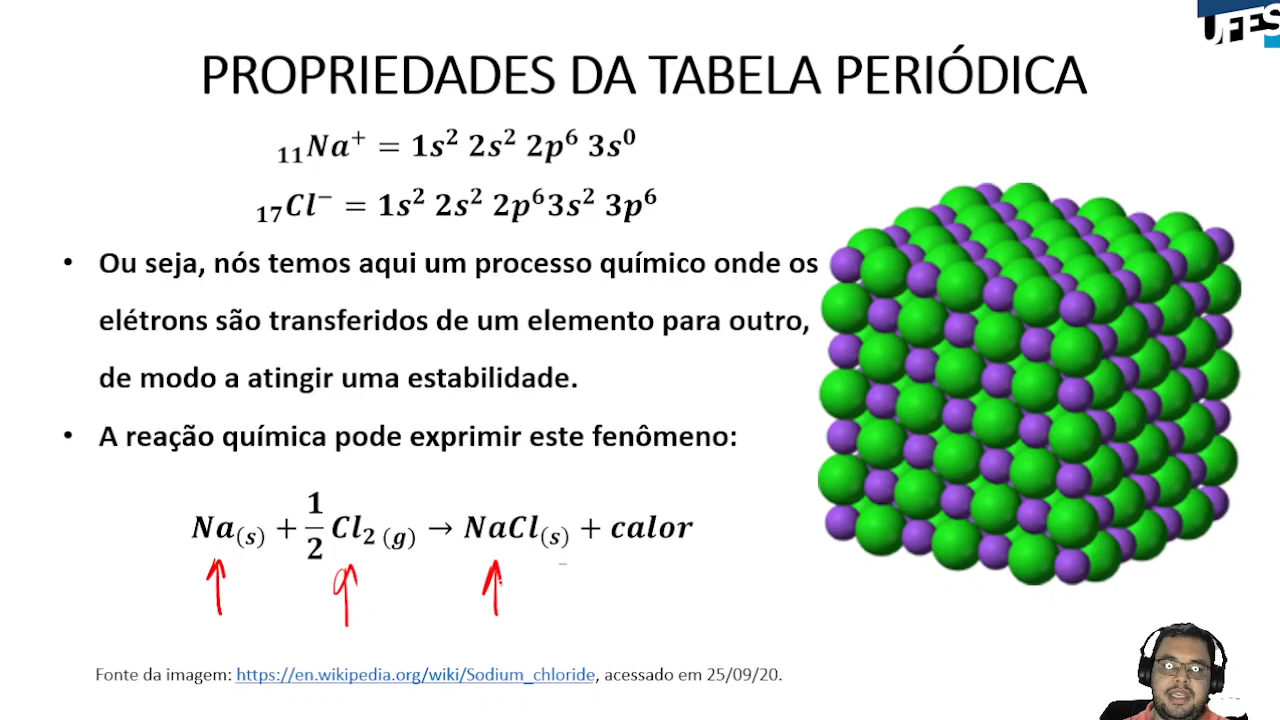 UFES
PROPRIEDADES DA TABELA PERIÓDICA
₁₁Na⁺ = 1s² 2s² 2p⁶ 3s⁰
₁₇Cl⁻ = 1s² 2s² 2p⁶3s² 3p⁶
• Ou seja, nós temos aqui um processo químico onde os
elétrons são transferidos de um elemento para outro,
de modo a atingir uma estabilidade.
• A reação química pode exprimir este fenômeno:
Na(s) + 1/2 Cl₂ (g) → NaCl(s) + calor
Fonte da imagem: https://en.wikipedia.org/wiki/Sodium_chloride, acessado em 25/09/20.